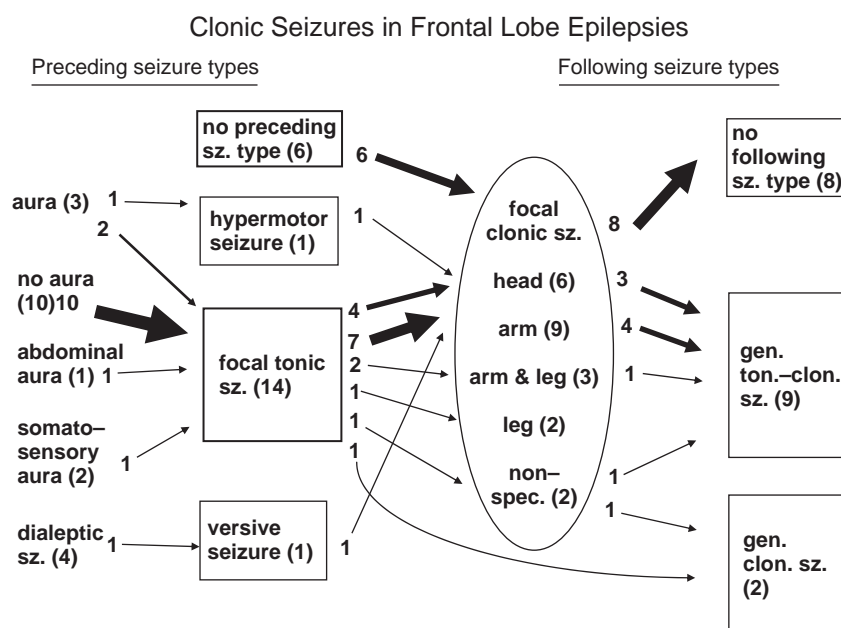 Clonic Seizures in Frontal Lobe Epilepsies
Preceding seizure types
Following seizure types
no preceding
sz. type (6)
6
no
following
sz. type (8)
aura (3)
1
2
hypermotor
seizure (1)
1
focal
clonic sz.
8
no aura
(10)10
head (6)
3
4
7
focal tonic
sz. (14)
arm (9)
4
gen.
ton.–clon.
sz. (9)
abdominal
aura (1) 1
2
arm & leg (3)
1
1
leg (2)
somato–
sensory
aura (2)
1
1
1
non–
spec. (2)
1
1
dialeptic
sz. (4)
1
versive
seizure (1)
1
gen.
clon. sz.
(2)